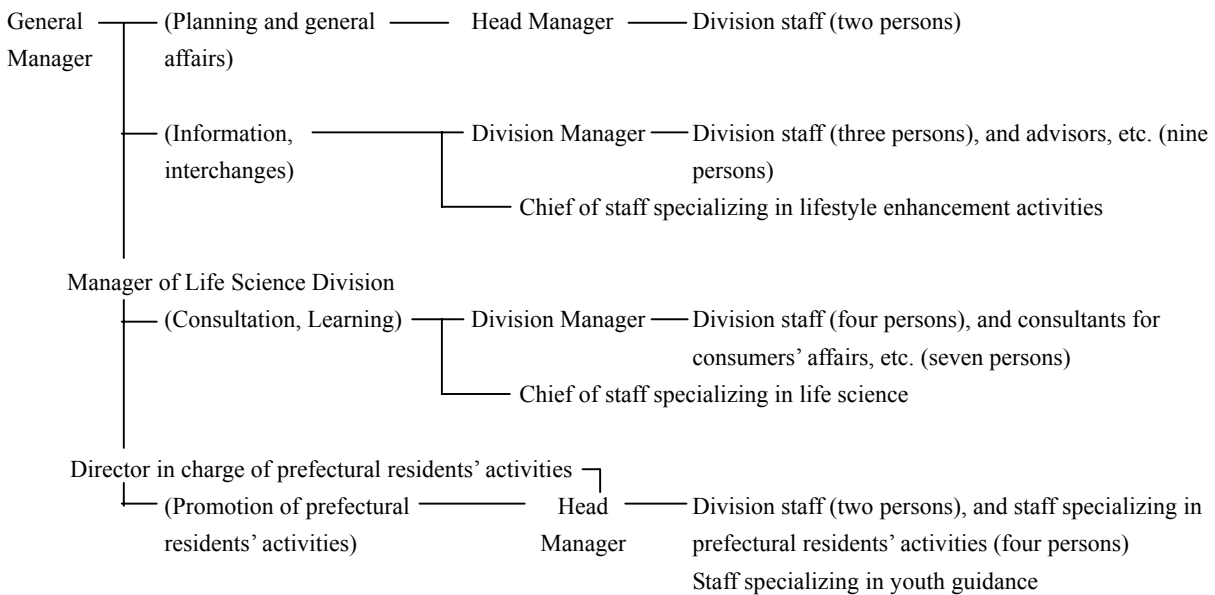 General (Planning and general Head Manager Division staff (two persons)
Manager affairs)
(Information, Division Manager Division staff (three persons), and advisors, etc. (nine
interchanges) persons)
Chief of staff specializing in lifestyle enhancement activities
Manager of Life Science Division
(Consultation, Learning) Division Manager Division staff (four persons), and consultants for
consumers’ affairs, etc. (seven persons)
Chief of staff specializing in life science
Director in charge of prefectural residents’ activities
(Promotion of prefectural Head Division staff (two persons), and staff specializing in
residents’ activities) Manager prefectural residents’ activities (four persons)
Staff specializing in youth guidance